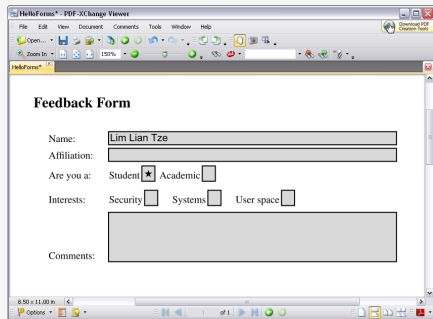 HelloForms* - PDF-XChange Viewer
File Edit View Document Comments Tools Window Help
Download PDF
Creation Tools
Open...
Zoom In 150%
HelloForms*
Feedback Form
Name: Lim Lian Tze
Affiliation:
Are you a: Student ★ Academic
Interests: Security Systems User space
Comments:
8.50 x 11.00 in
Options 1 of 1